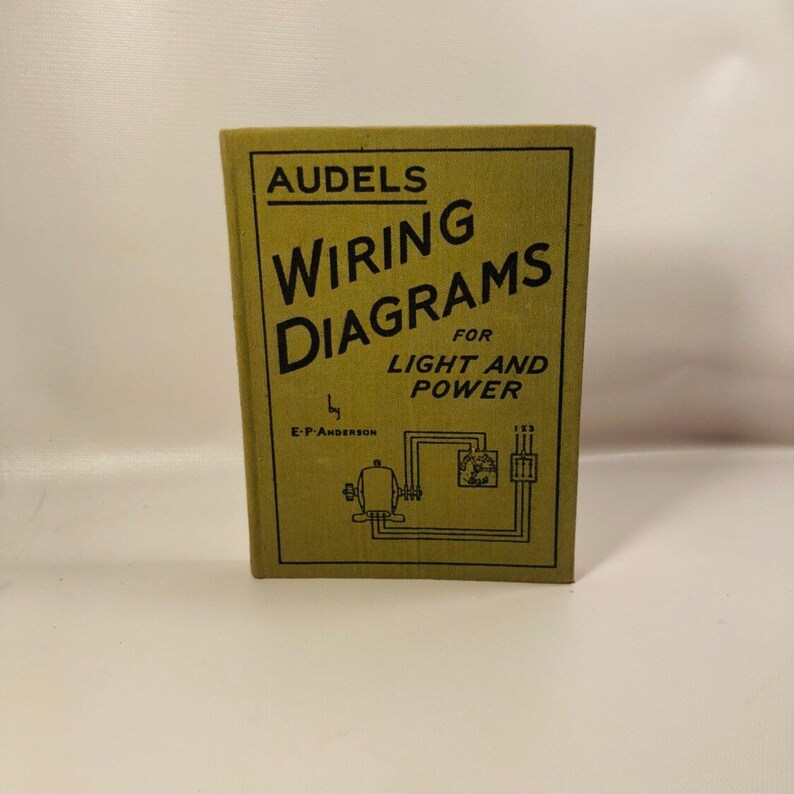 AUDELS
WIRING
DIAGRAMS
FOR
LIGHT AND
POWER
by
E·P·ANDERSON
1 2 3